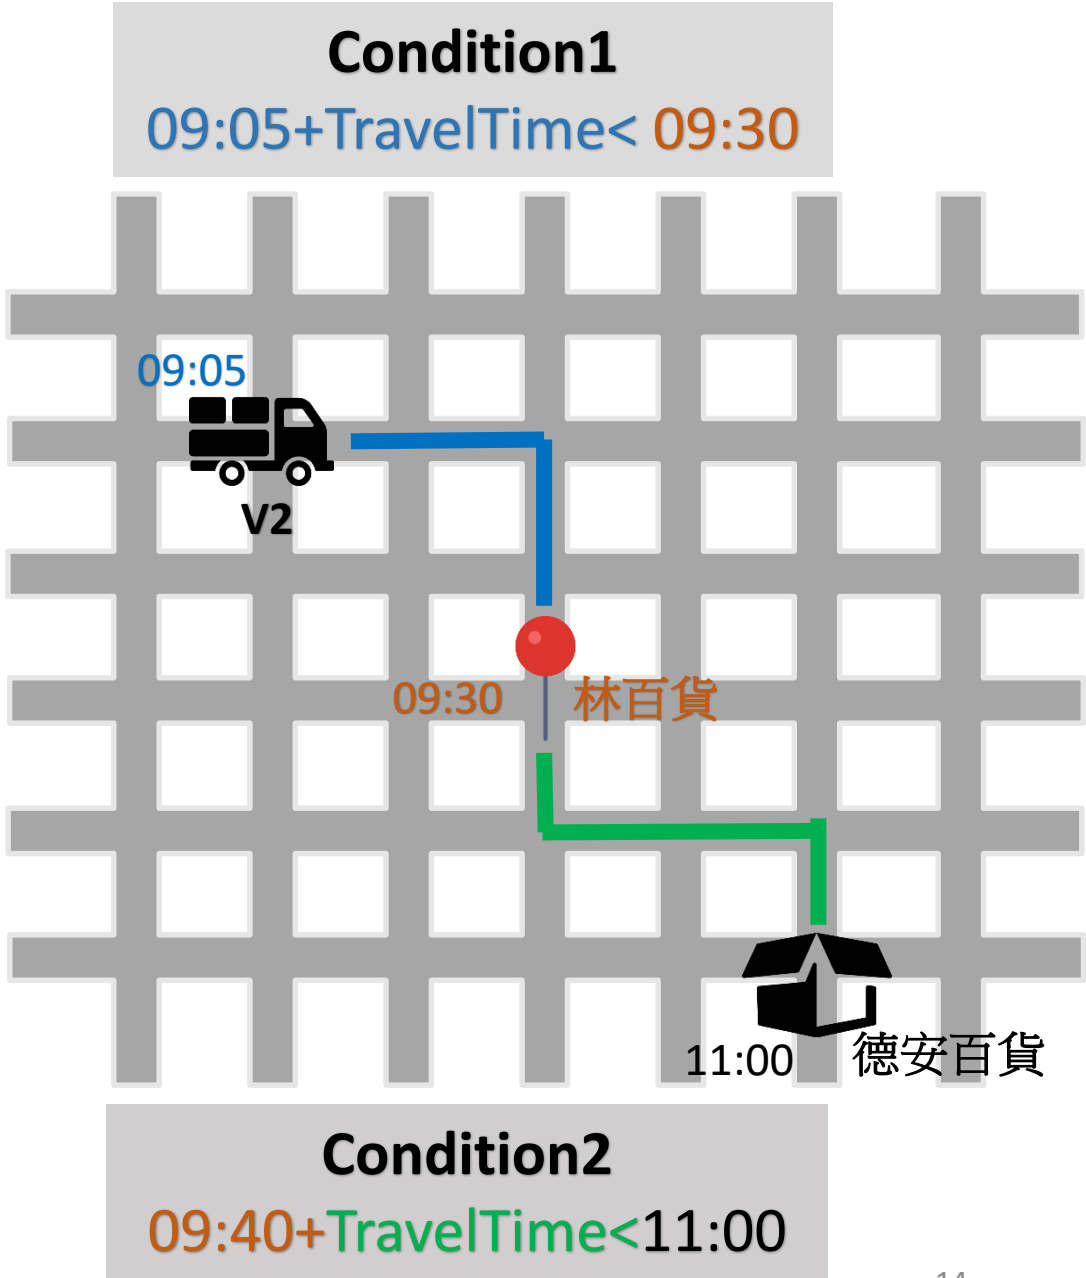 Condition1
09:05+TravelTime< 09:30
09:05
V2
09:30 林百貨
11:00 德安百貨
Condition2
09:40+TravelTime<11:00